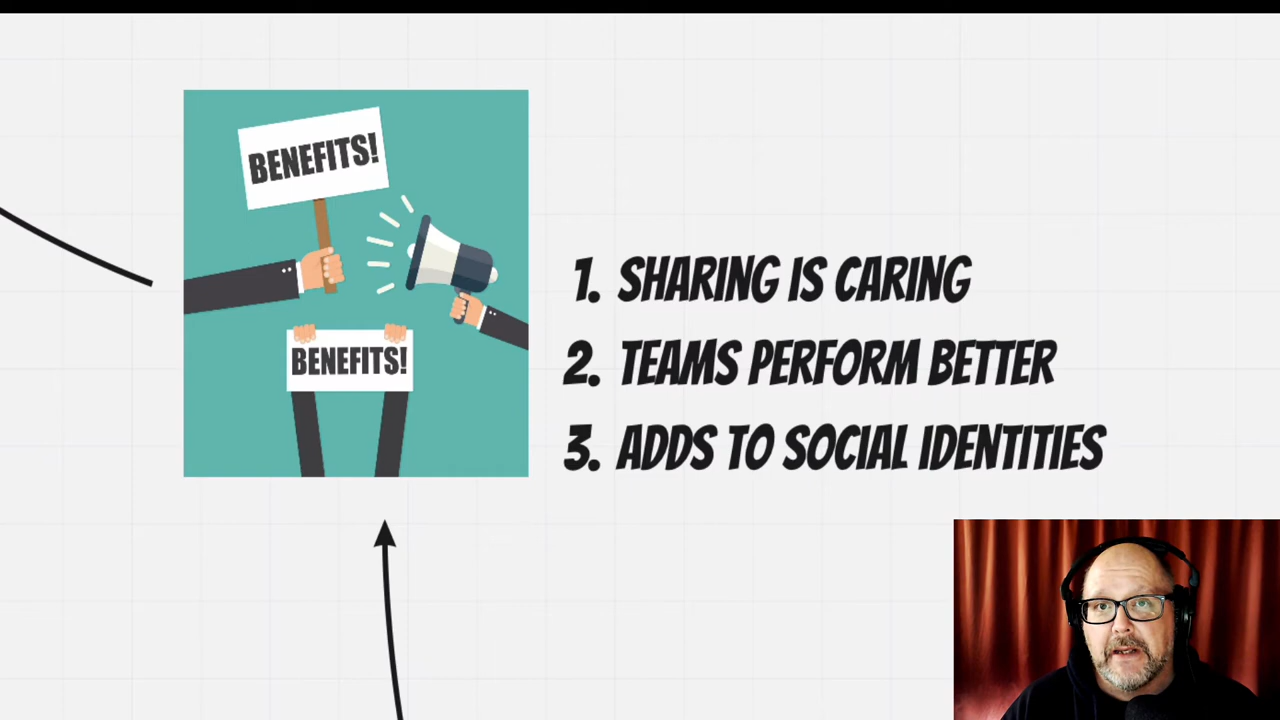 BENEFITS!
BENEFITS!
1. SHARING IS CARING
2. TEAMS PERFORM BETTER
3. ADDS TO SOCIAL IDENTITIES